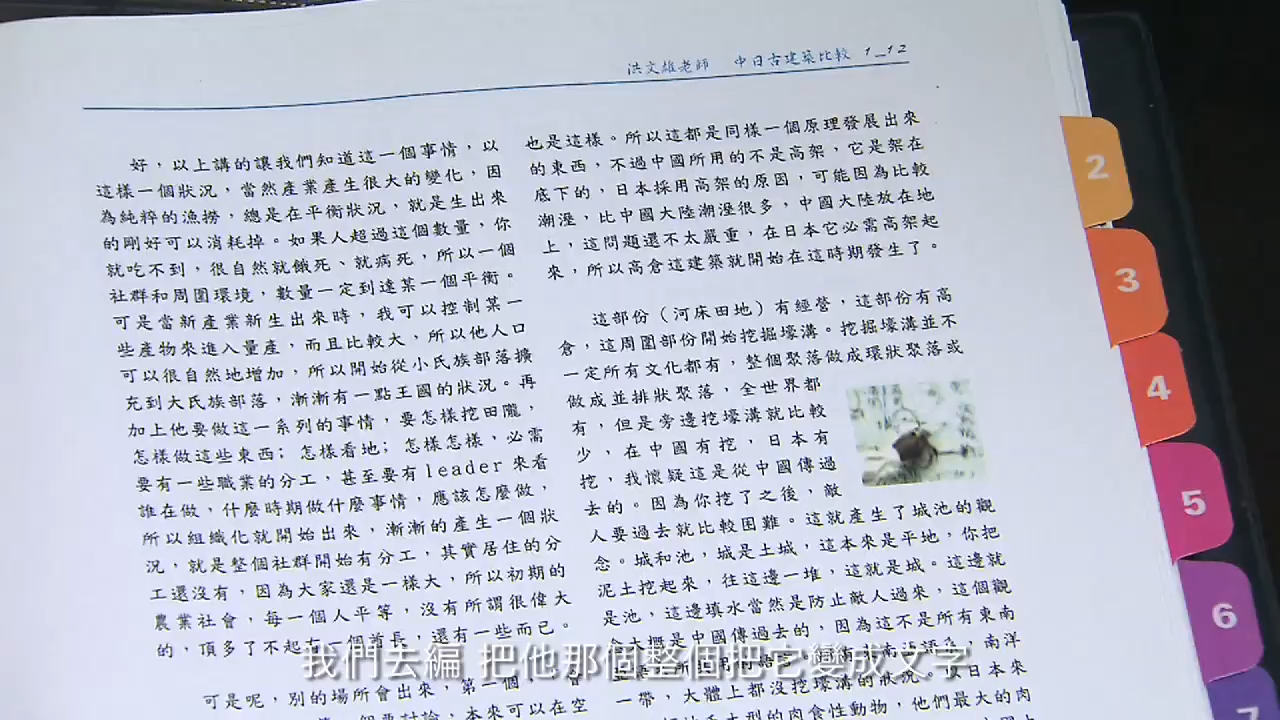 洪文雄老師 中日古建築比較 1_12
好，以上講的讓我們知道這一個事情，以
這樣一個狀況，當然產業產生很大的變化，因
為純粹的漁撈，總是在平衡狀況，就是生出來
的剛好可以消耗掉。如果人超過這個數量，你
就吃不到，很自然就餓死、就病死，所以一個
社群和周圍環境，數量一定到達某一個平衡。
可是當新產業新生出來時，我可以控制某一
些產物來進入量產，而且比較大，所以他人口
可以很自然地增加，所以開始從小氏族部落擴
充到大氏族部落，漸漸有一點王國的狀況。再
加上他要做這一系列的事情，要怎樣挖田隴，
怎樣做這些東西；怎樣看地；怎樣怎樣，必需
要有一些職業的分工，甚至要有leader來看
誰在做，什麼時期做什麼事情，應該怎麼做，
所以組織化就開始出來，漸漸的產生一個狀
況，就是整個社群開始有分工，其實居住的分
工還沒有，因為大家還是一樣大，所以初期的
農業社會，每一個人平等，沒有所謂很偉大
的，頂多了不起有一個酋長，還有一些而已。
可是呢，別的場所會出來，第一個
也是這樣。所以這都是同樣一個原理發展出來
的東西，不過中國所用的不是高架，它是架在
底下的，日本採用高架的原因，可能因為比較
潮溼，比中國大陸潮溼很多，中國大陸放在地
上，這問題還不太嚴重，在日本它必需高架起
來，所以高倉這建築就開始在這時期發生了。
這部份（河床田地）有經營，這部份有高
倉，這周圍部份開始挖掘壕溝。挖掘壕溝並不
一定所有文化都有，整個聚落做成環狀聚落或
做成並排狀聚落，全世界都
有，但是旁邊挖壕溝就比較
少，在中國有挖，日本有
挖，我懷疑這是從中國傳過
去的。因為你挖了之後，敵
人要過去就比較困難。這就產生了城池的觀
念。城和池，城是土城，這本來是平地，你把
泥土挖起來，往這邊一堆，這就是城。這邊就
是池，這邊填水當然是防止敵人過來，這個觀
念大概是中國傳過去的，因為這不是所有東南
南洋
一帶，大體上都沒挖壕溝的狀況。以日本來
型的肉食性動物，他們最大的肉
2
3
4
5
6
7
我們去編 把他那個整個把它變成文字